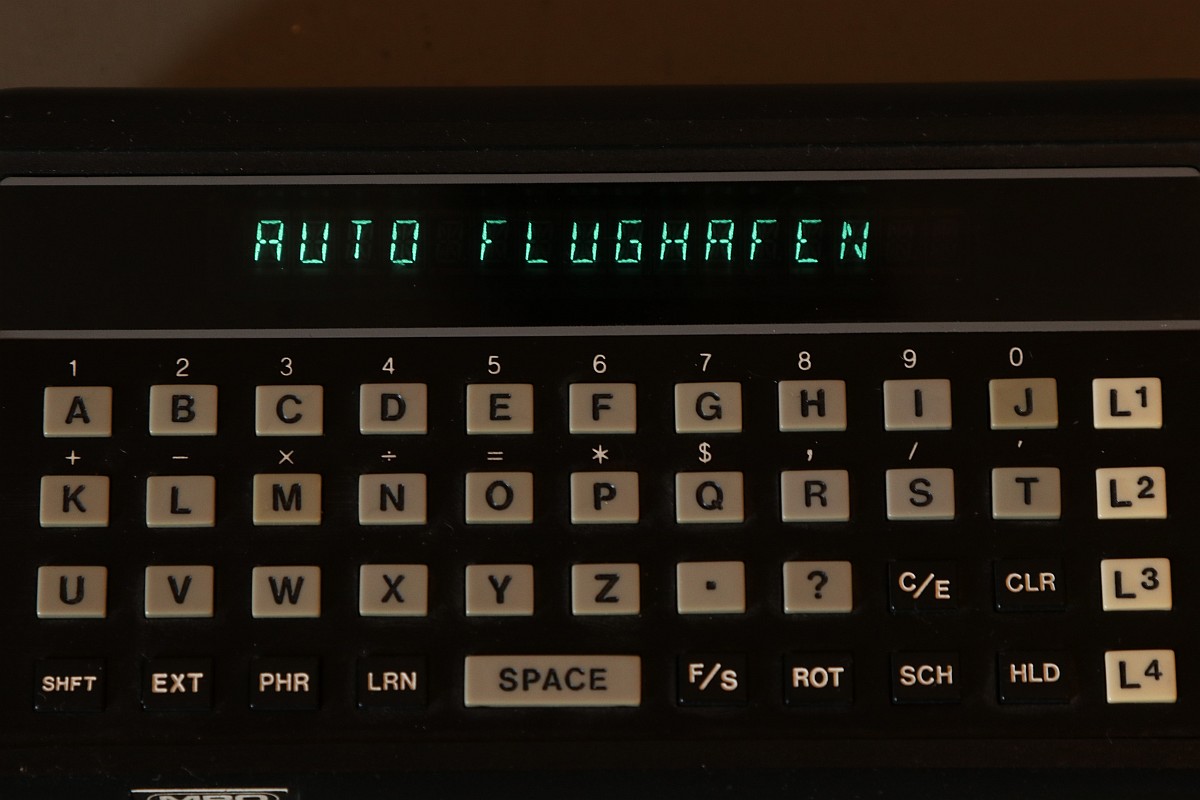 AUTO FLUGHAFEN
1 2 3 4 5 6 7 8 9 0
A B C D E F G H I J L1
+ − × ÷ = * $ , / '
K L M N O P Q R S T L2
U V W X Y Z . ? C/E CLR L3
SHFT EXT PHR LRN SPACE F/S ROT SCH HLD L4
MBO